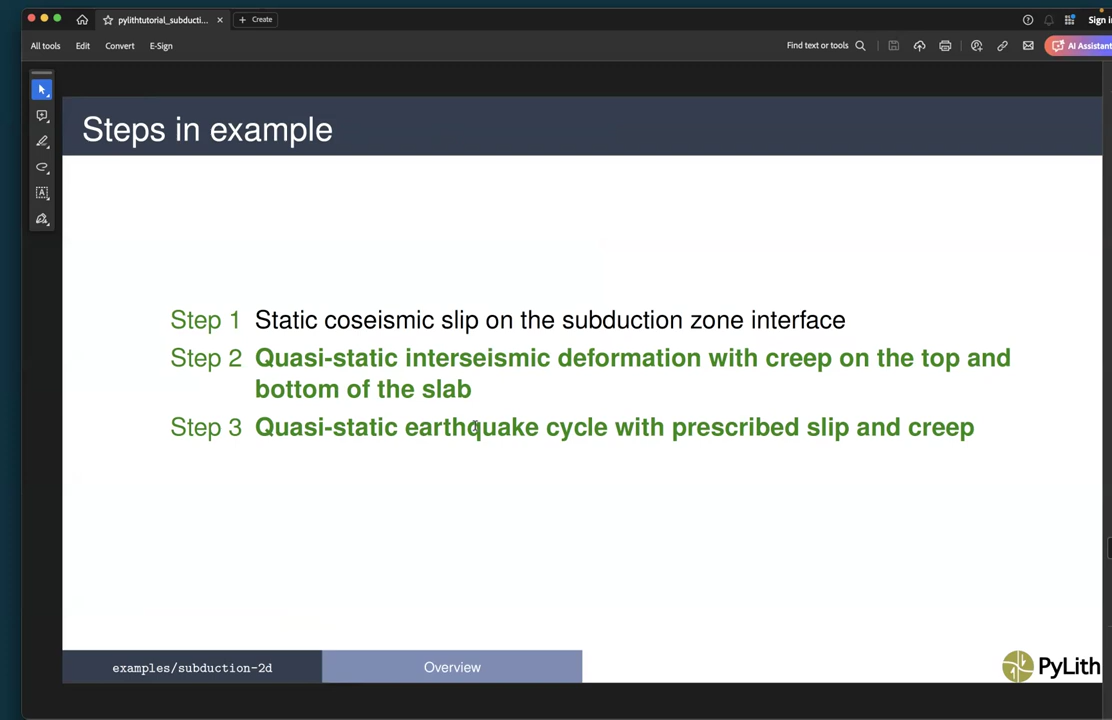 pylithtutorial_subducti...
Create
Sign i
All tools
Edit
Convert
E-Sign
Find text or tools
AI Assistant
Steps in example
Step 1 Static coseismic slip on the subduction zone interface
Step 2 Quasi-static interseismic deformation with creep on the top and
bottom of the slab
Step 3 Quasi-static earthquake cycle with prescribed slip and creep
examples/subduction-2d
Overview
PyLith